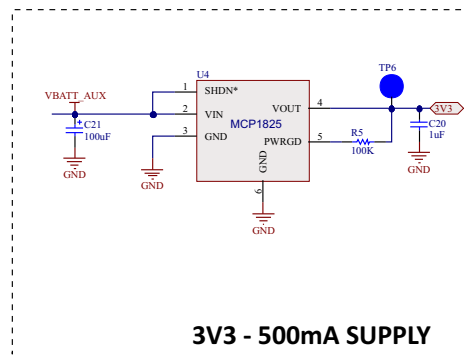 TP6
U4
VBATT_AUX
1
SHDN*
2
VIN
VOUT
4
3V3
C21
100uF
3
GND
MCP1825
C20
1uF
PWRGD
5
R5
100K
GND
GND
6
GND
GND
GND
3V3 - 500mA SUPPLY